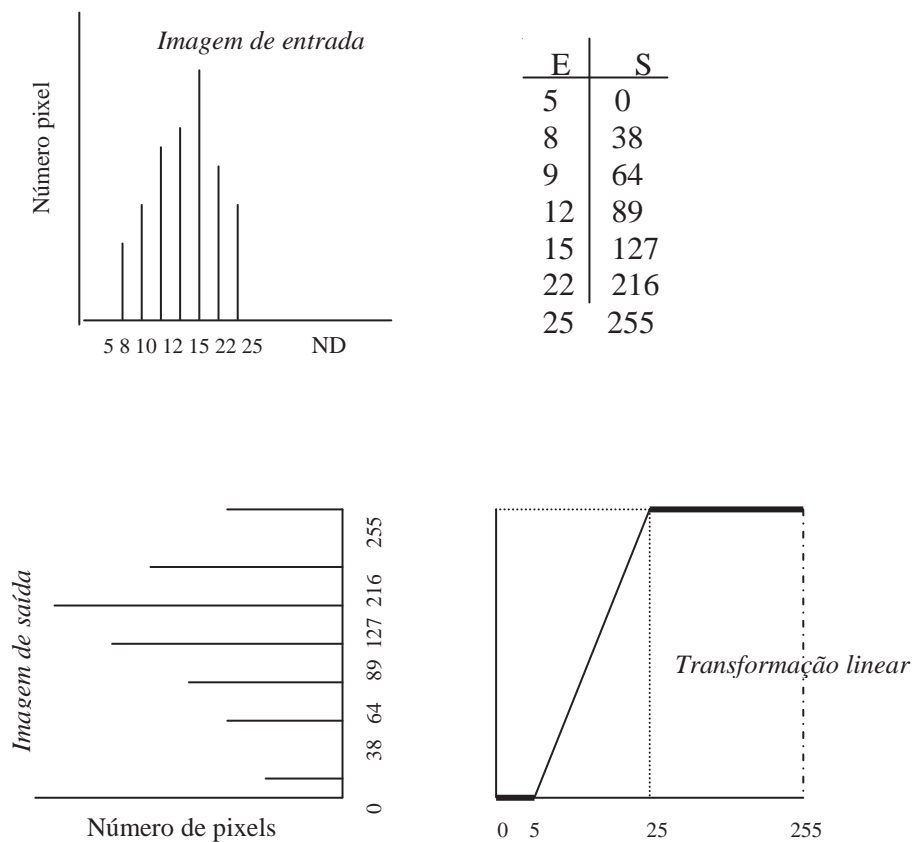 Imagem de entrada
Número pixel
5 8 10 12 15 22 25 ND
E S
5 0
8 38
9 64
12 89
15 127
22 216
25 255
Imagem de saída
255
216
127
89
64
38
0
Número de pixels
Transformação linear
0 5 25 255